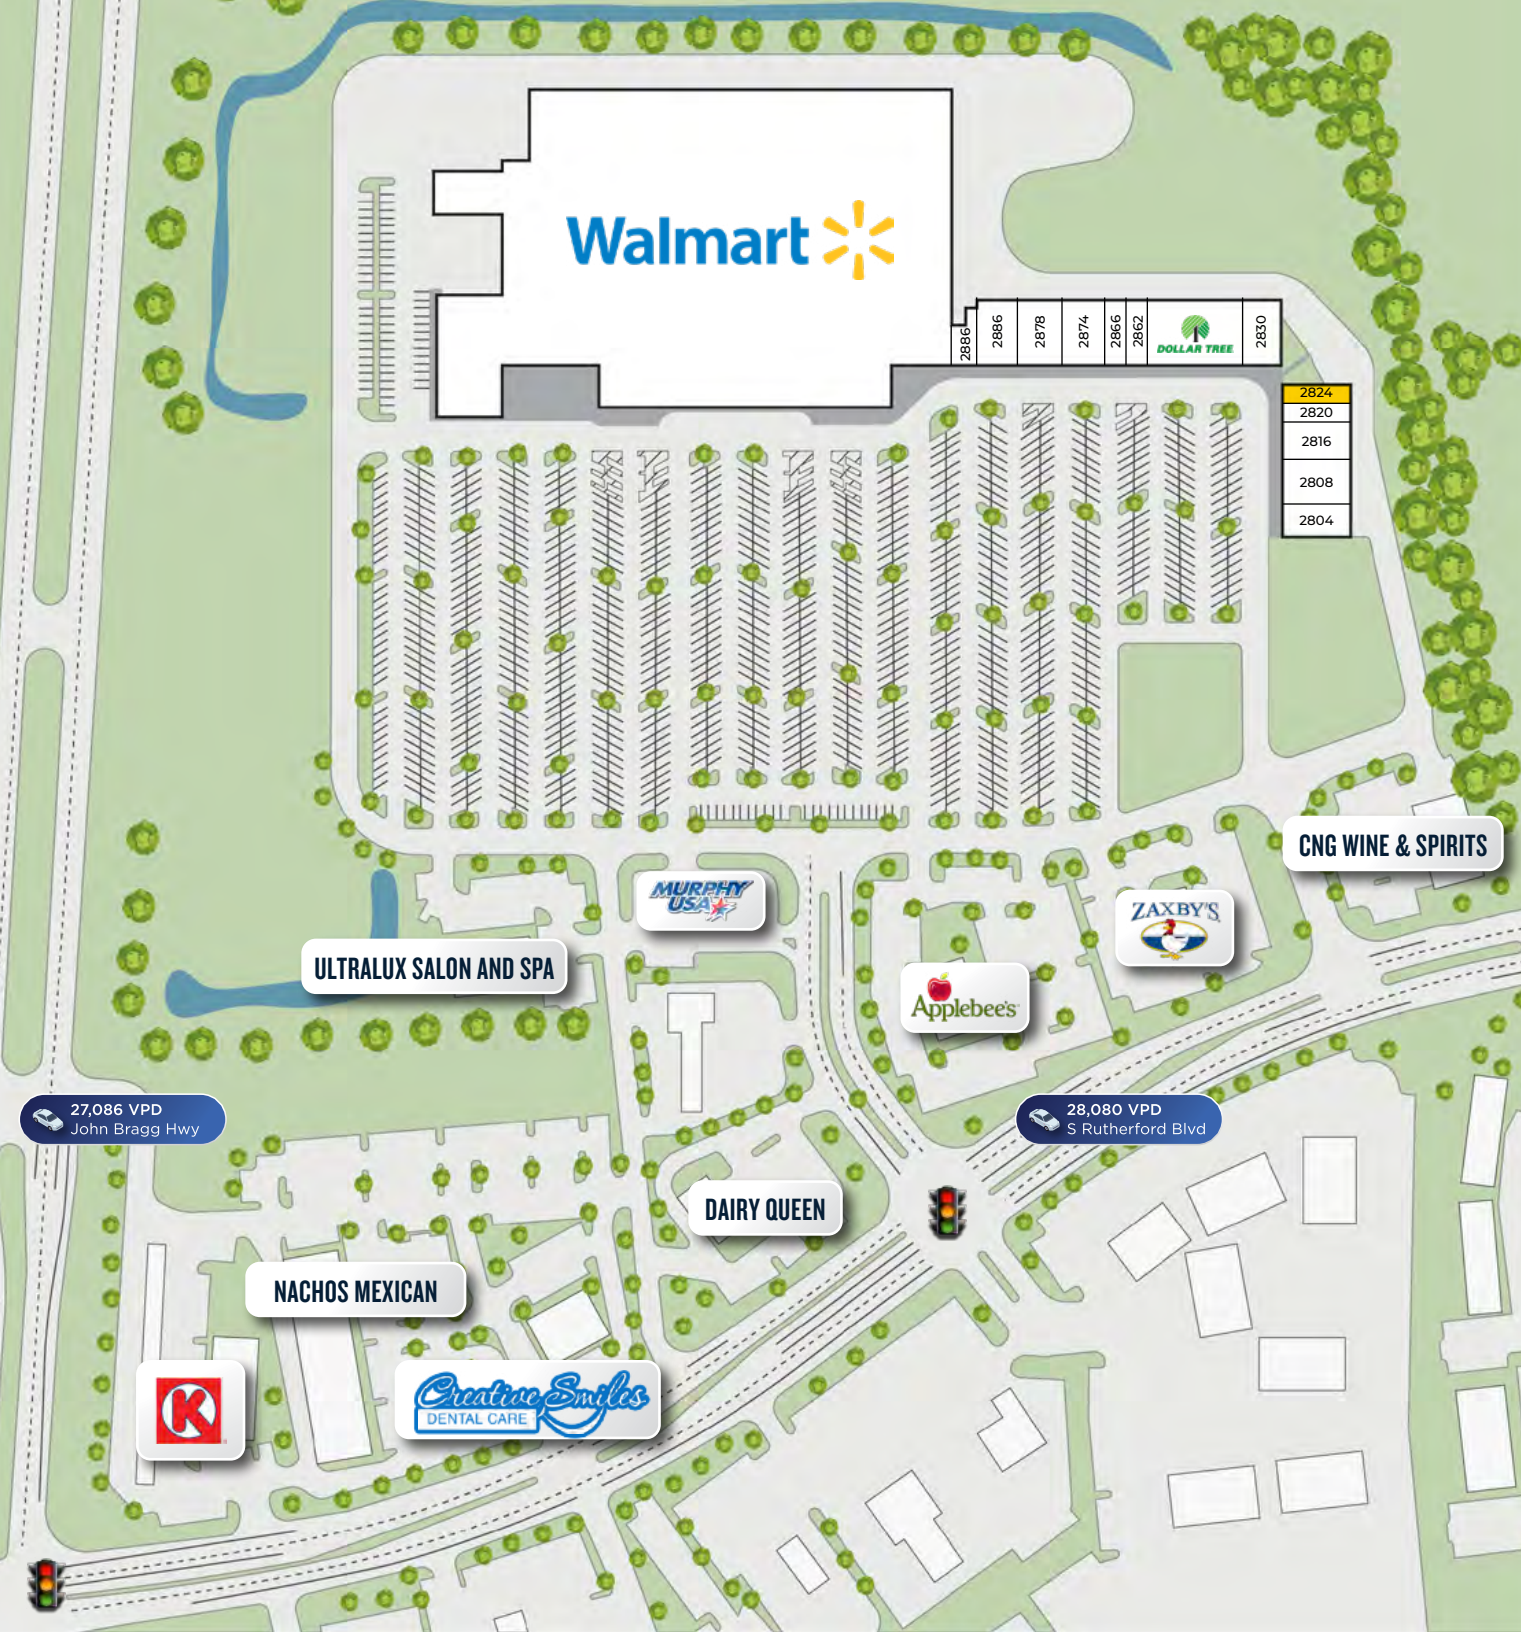 Walmart
2886
2886
2878
2874
2866
2862
DOLLAR TREE
2830
2824
2820
2816
2808
2804
CNG WINE & SPIRITS
MURPHY
USA
ZAXBY'S
ULTRALUX SALON AND SPA
Applebee's
27,086 VPD
John Bragg Hwy
28,080 VPD
S Rutherford Blvd
DAIRY QUEEN
NACHOS MEXICAN
K
Creative Smiles
DENTAL CARE